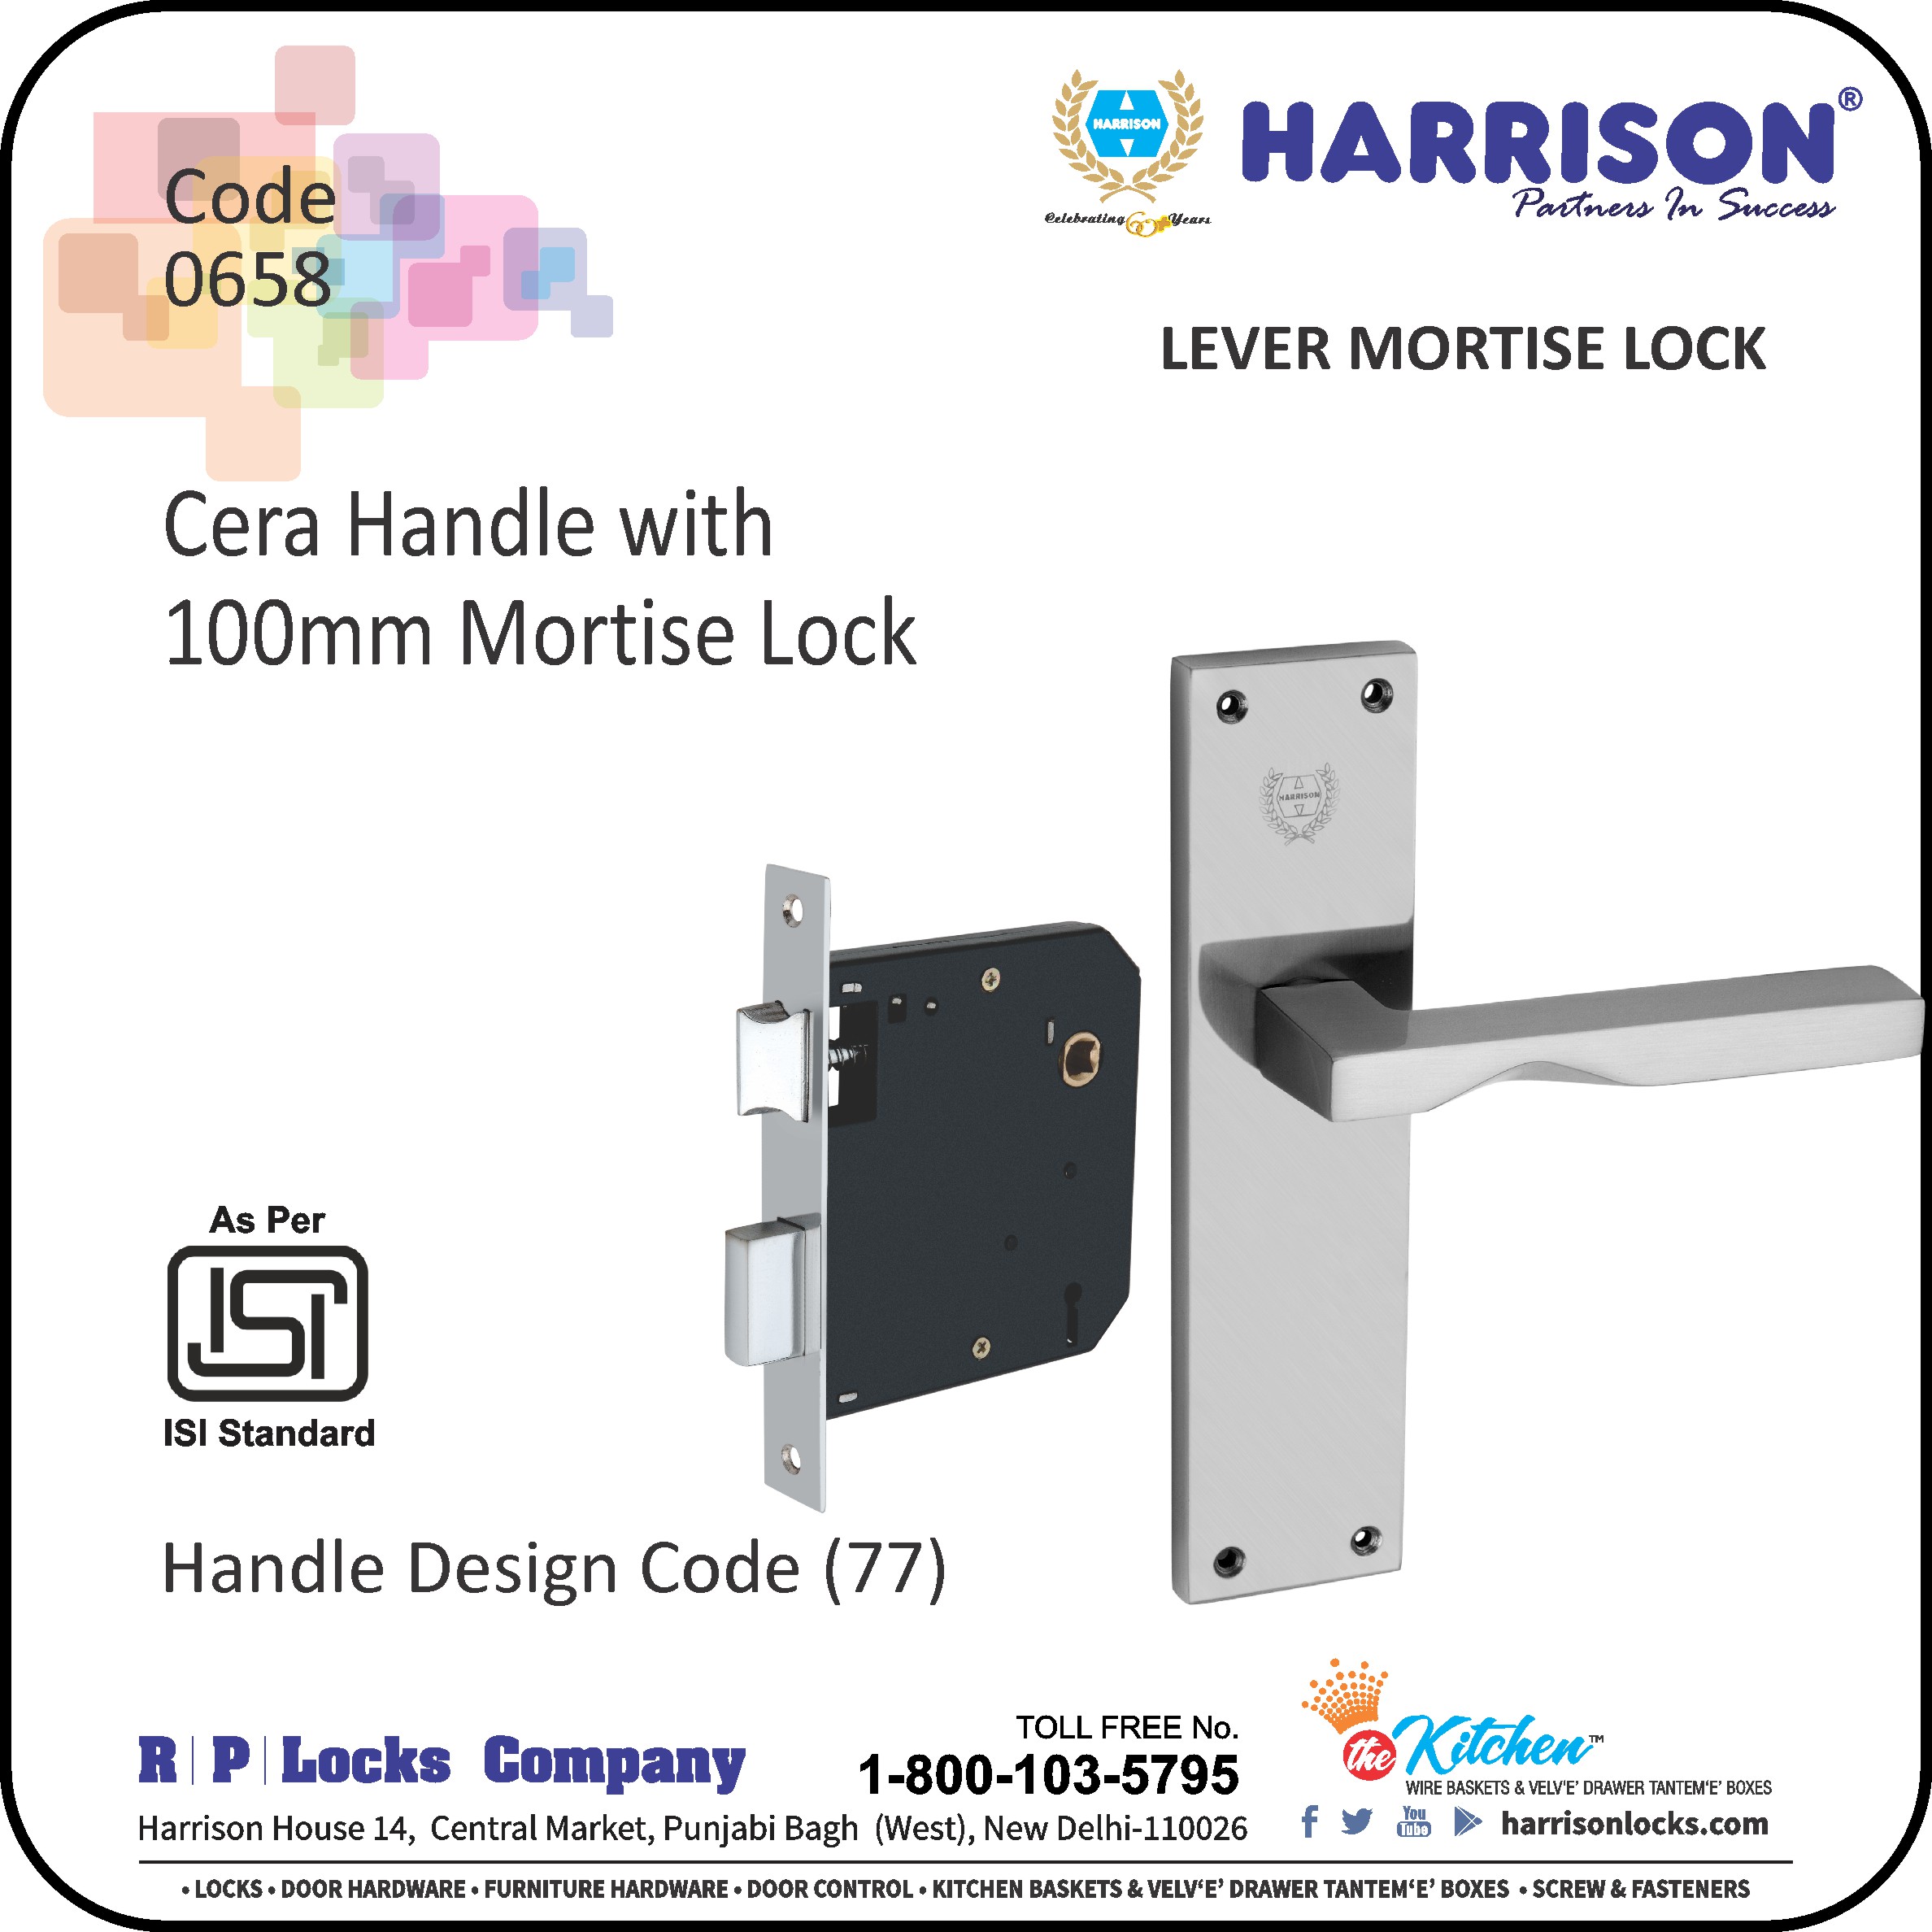 Code
0658
HARRISON
Celebrating 60+ Years
HARRISON®
Partners In Success
LEVER MORTISE LOCK
Cera Handle with
100mm Mortise Lock
HARRISON
As Per
ISI
ISI Standard
Handle Design Code (77)
R|P|Locks Company
TOLL FREE No.
1-800-103-5795
Harrison House 14, Central Market, Punjabi Bagh (West), New Delhi-110026
the Kitchen™
WIRE BASKETS & VELV'E' DRAWER TANTEM'E' BOXES
f You Tube harrisonlocks.com
• LOCKS • DOOR HARDWARE • FURNITURE HARDWARE • DOOR CONTROL • KITCHEN BASKETS & VELV‘E’ DRAWER TANTEM‘E’ BOXES • SCREW & FASTENERS